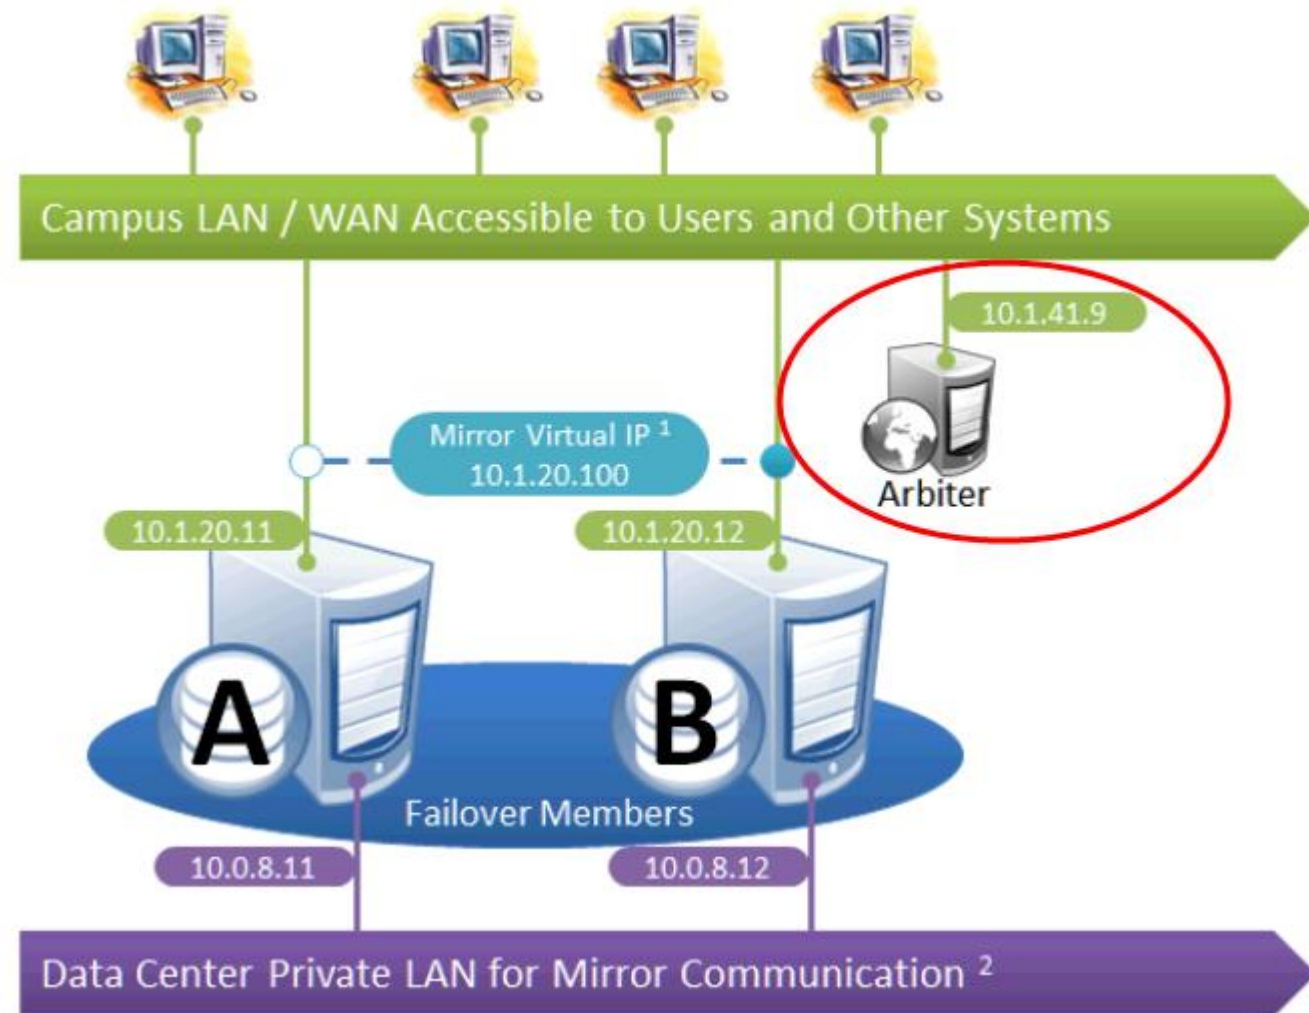 Campus LAN / WAN Accessible to Users and Other Systems
10.1.41.9
Mirror Virtual IP 1
10.1.20.100
Arbiter
10.1.20.11
10.1.20.12
A
B
Failover Members
10.0.8.11
10.0.8.12
Data Center Private LAN for Mirror Communication 2